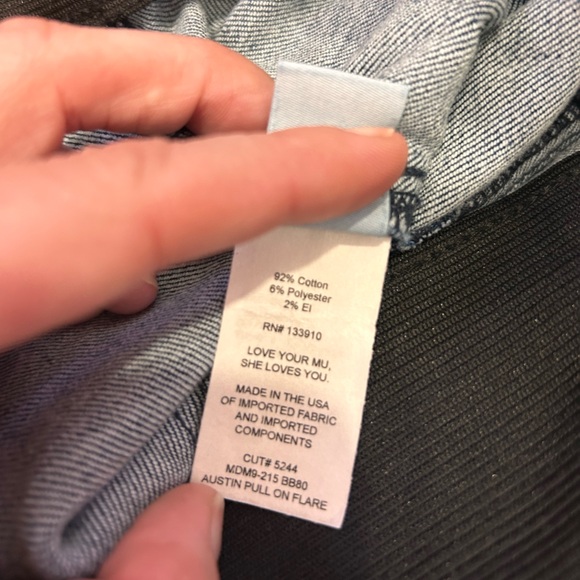 92% Cotton
6% Polyester
2% El
RN# 133910
LOVE YOUR MU,
SHE LOVES YOU.
MADE IN THE USA
OF IMPORTED FABRIC
AND IMPORTED
COMPONENTS
CUT# 5244
MDM9-215 BB80
AUSTIN PULL ON FLARE